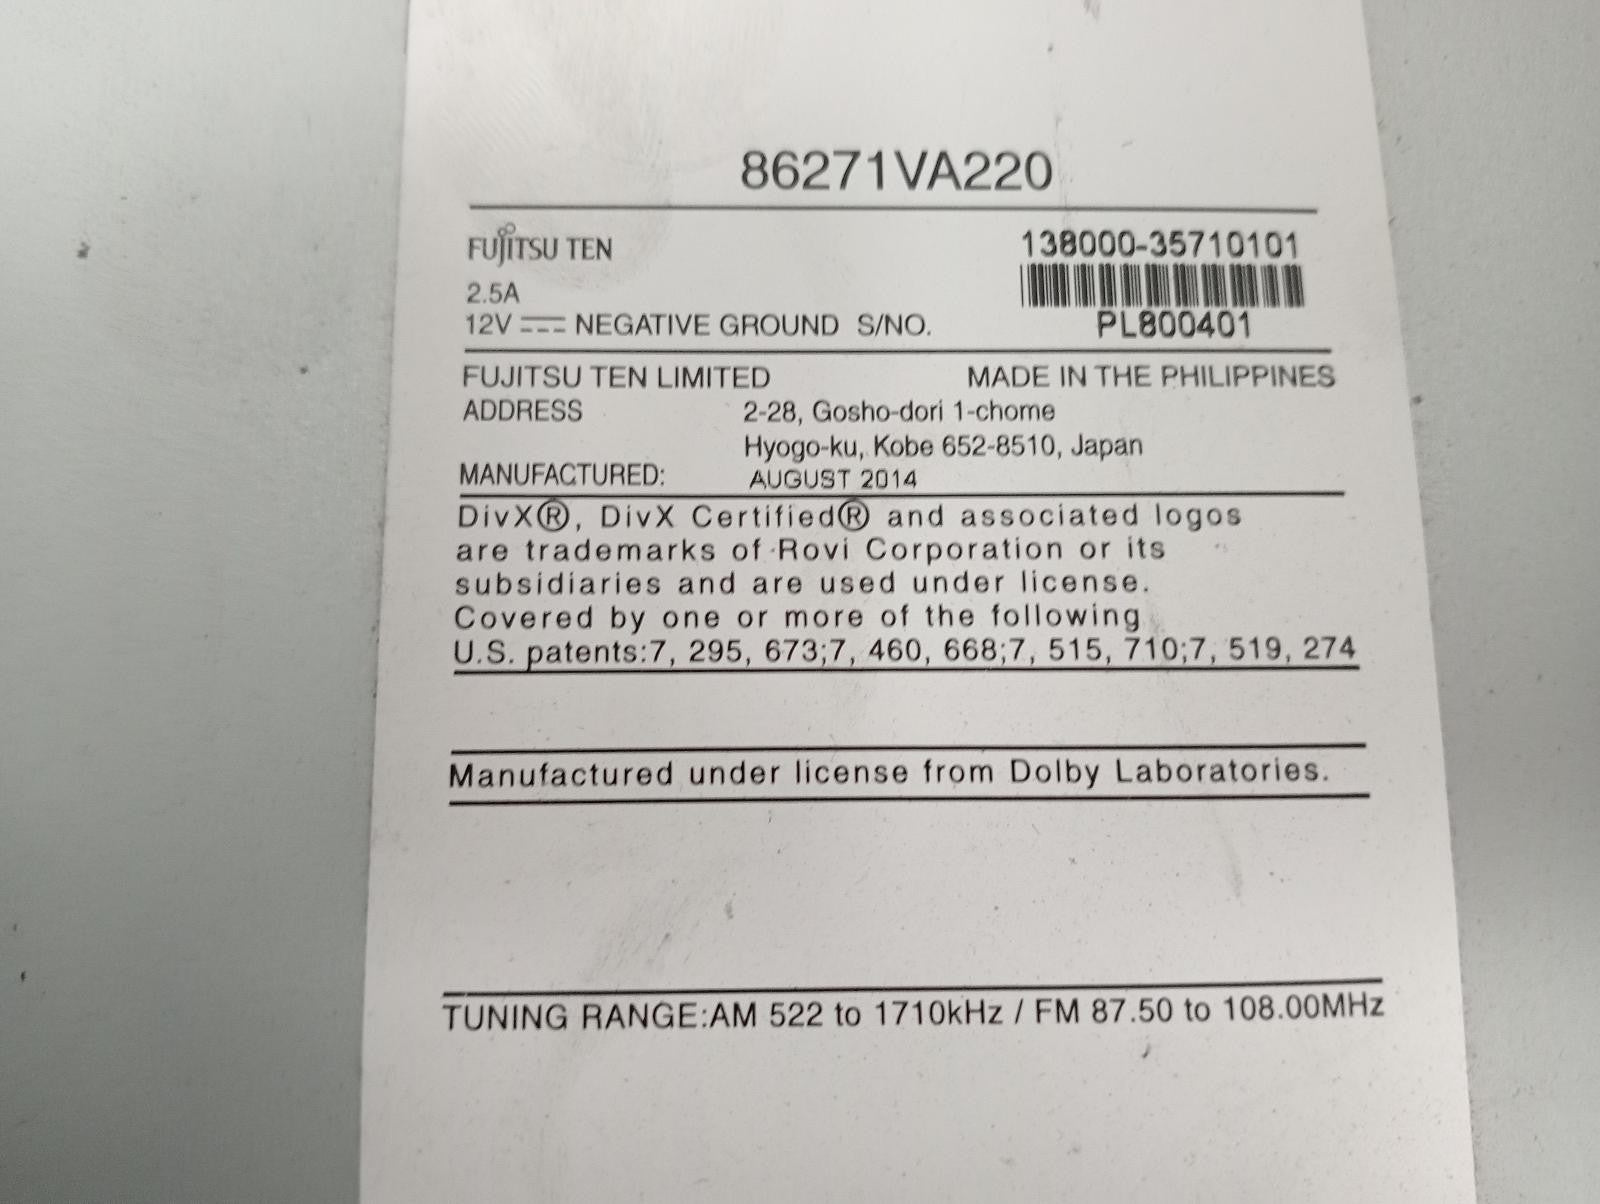 86271VA220
FUJITSU TEN
138000-35710101
2.5A
12V NEGATIVE GROUND S/NO.
PL800401
FUJITSU TEN LIMITED MADE IN THE PHILIPPINES
ADDRESS 2-28, Gosho-dori 1-chome
Hyogo-ku, Kobe 652-8510, Japan
MANUFACTURED: AUGUST 2014
DivX®, DivX Certified® and associated logos
are trademarks of Rovi Corporation or its
subsidiaries and are used under license.
Covered by one or more of the following
U.S. patents:7, 295, 673;7, 460, 668;7, 515, 710;7, 519, 274
Manufactured under license from Dolby Laboratories.
TUNING RANGE:AM 522 to 1710kHz / FM 87.50 to 108.00MHz